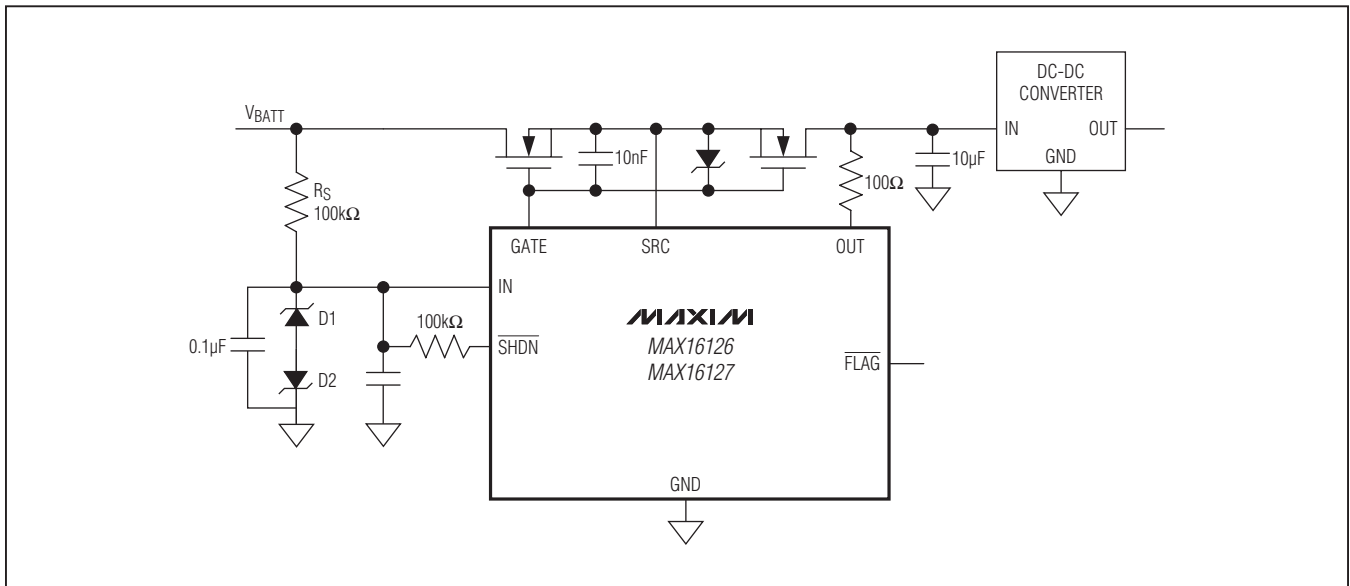 DC-DC
CONVERTER
IN
OUT
GND
VBATT
10nF
10µF
RS
100kΩ
100Ω
GATE
SRC
OUT
IN
D1
100kΩ
0.1µF
SHDN
MAXIM
MAX16126
MAX16127
FLAG
D2
GND